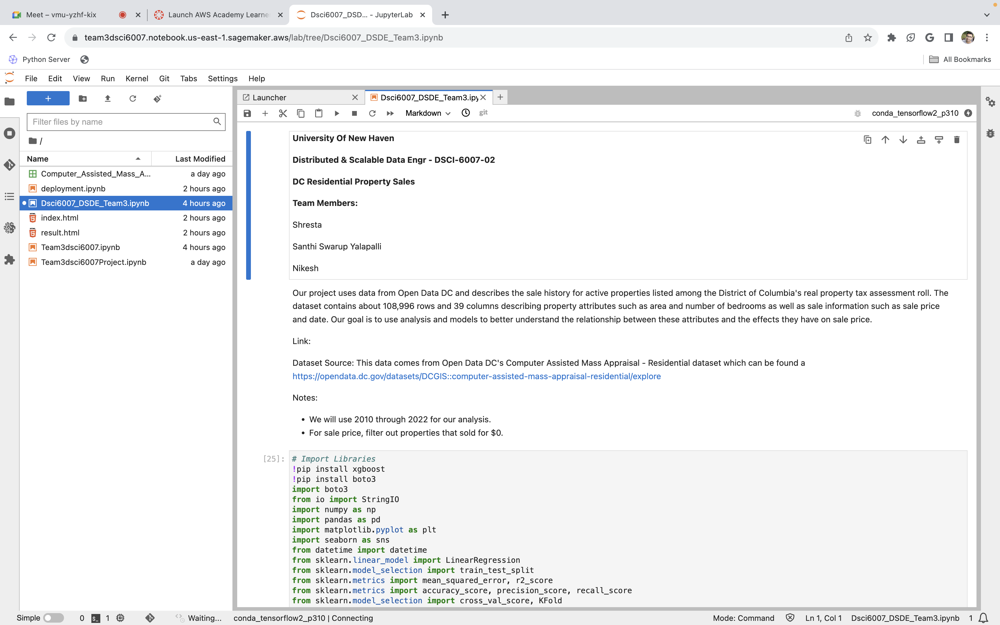 Meet – vmu-yzhf-kix
Launch AWS Academy Learne
Dsci6007_DSD... - JupyterLab
team3dsci6007.notebook.us-east-1.sagemaker.aws/lab/tree/Dsci6007_DSDE_Team3.ipynb
Python Server
All Bookmarks
File Edit View Run Kernel Git Tabs Settings Help
Filter files by name
/
Name Last Modified
Computer_Assisted_Mass_A... a day ago
deployment.ipynb 2 hours ago
Dsci6007_DSDE_Team3.ipynb 4 hours ago
index.html 2 hours ago
result.html 2 hours ago
Team3dsci6007.ipynb 4 hours ago
Team3dsci6007Project.ipynb a day ago
Launcher
Dsci6007_DSDE_Team3.ipy
Markdown
git
conda_tensorflow2_p310
University Of New Haven
Distributed & Scalable Data Engr - DSCI-6007-02
DC Residential Property Sales
Team Members:
Shresta
Santhi Swarup Yalapalli
Nikesh
Our project uses data from Open Data DC and describes the sale history for active properties listed among the District of Columbia's real property tax assessment roll. The
dataset contains about 108,996 rows and 39 columns describing property attributes such as area and number of bedrooms as well as sale information such as sale price
and date. Our goal is to use analysis and models to better understand the relationship between these attributes and the effects they have on sale price.
Link:
Dataset Source: This data comes from Open Data DC's Computer Assisted Mass Appraisal - Residential dataset which can be found a
https://opendata.dc.gov/datasets/DCGIS::computer-assisted-mass-appraisal-residential/explore
Notes:
• We will use 2010 through 2022 for our analysis.
• For sale price, filter out properties that sold for $0.
[25]:
# Import Libraries
!pip install xgboost
!pip install boto3
import boto3
from io import StringIO
import numpy as np
import pandas as pd
import matplotlib.pyplot as plt
import seaborn as sns
from datetime import datetime
from sklearn.linear_model import LinearRegression
from sklearn.model_selection import train_test_split
from sklearn.metrics import mean_squared_error, r2_score
from sklearn.metrics import accuracy_score, precision_score, recall_score
from sklearn.model_selection import cross_val_score, KFold
Simple 0 $_ 1 Waiting... conda_tensorflow2_p310 | Connecting Mode: Command Ln 1, Col 1 Dsci6007_DSDE_Team3.ipynb 1